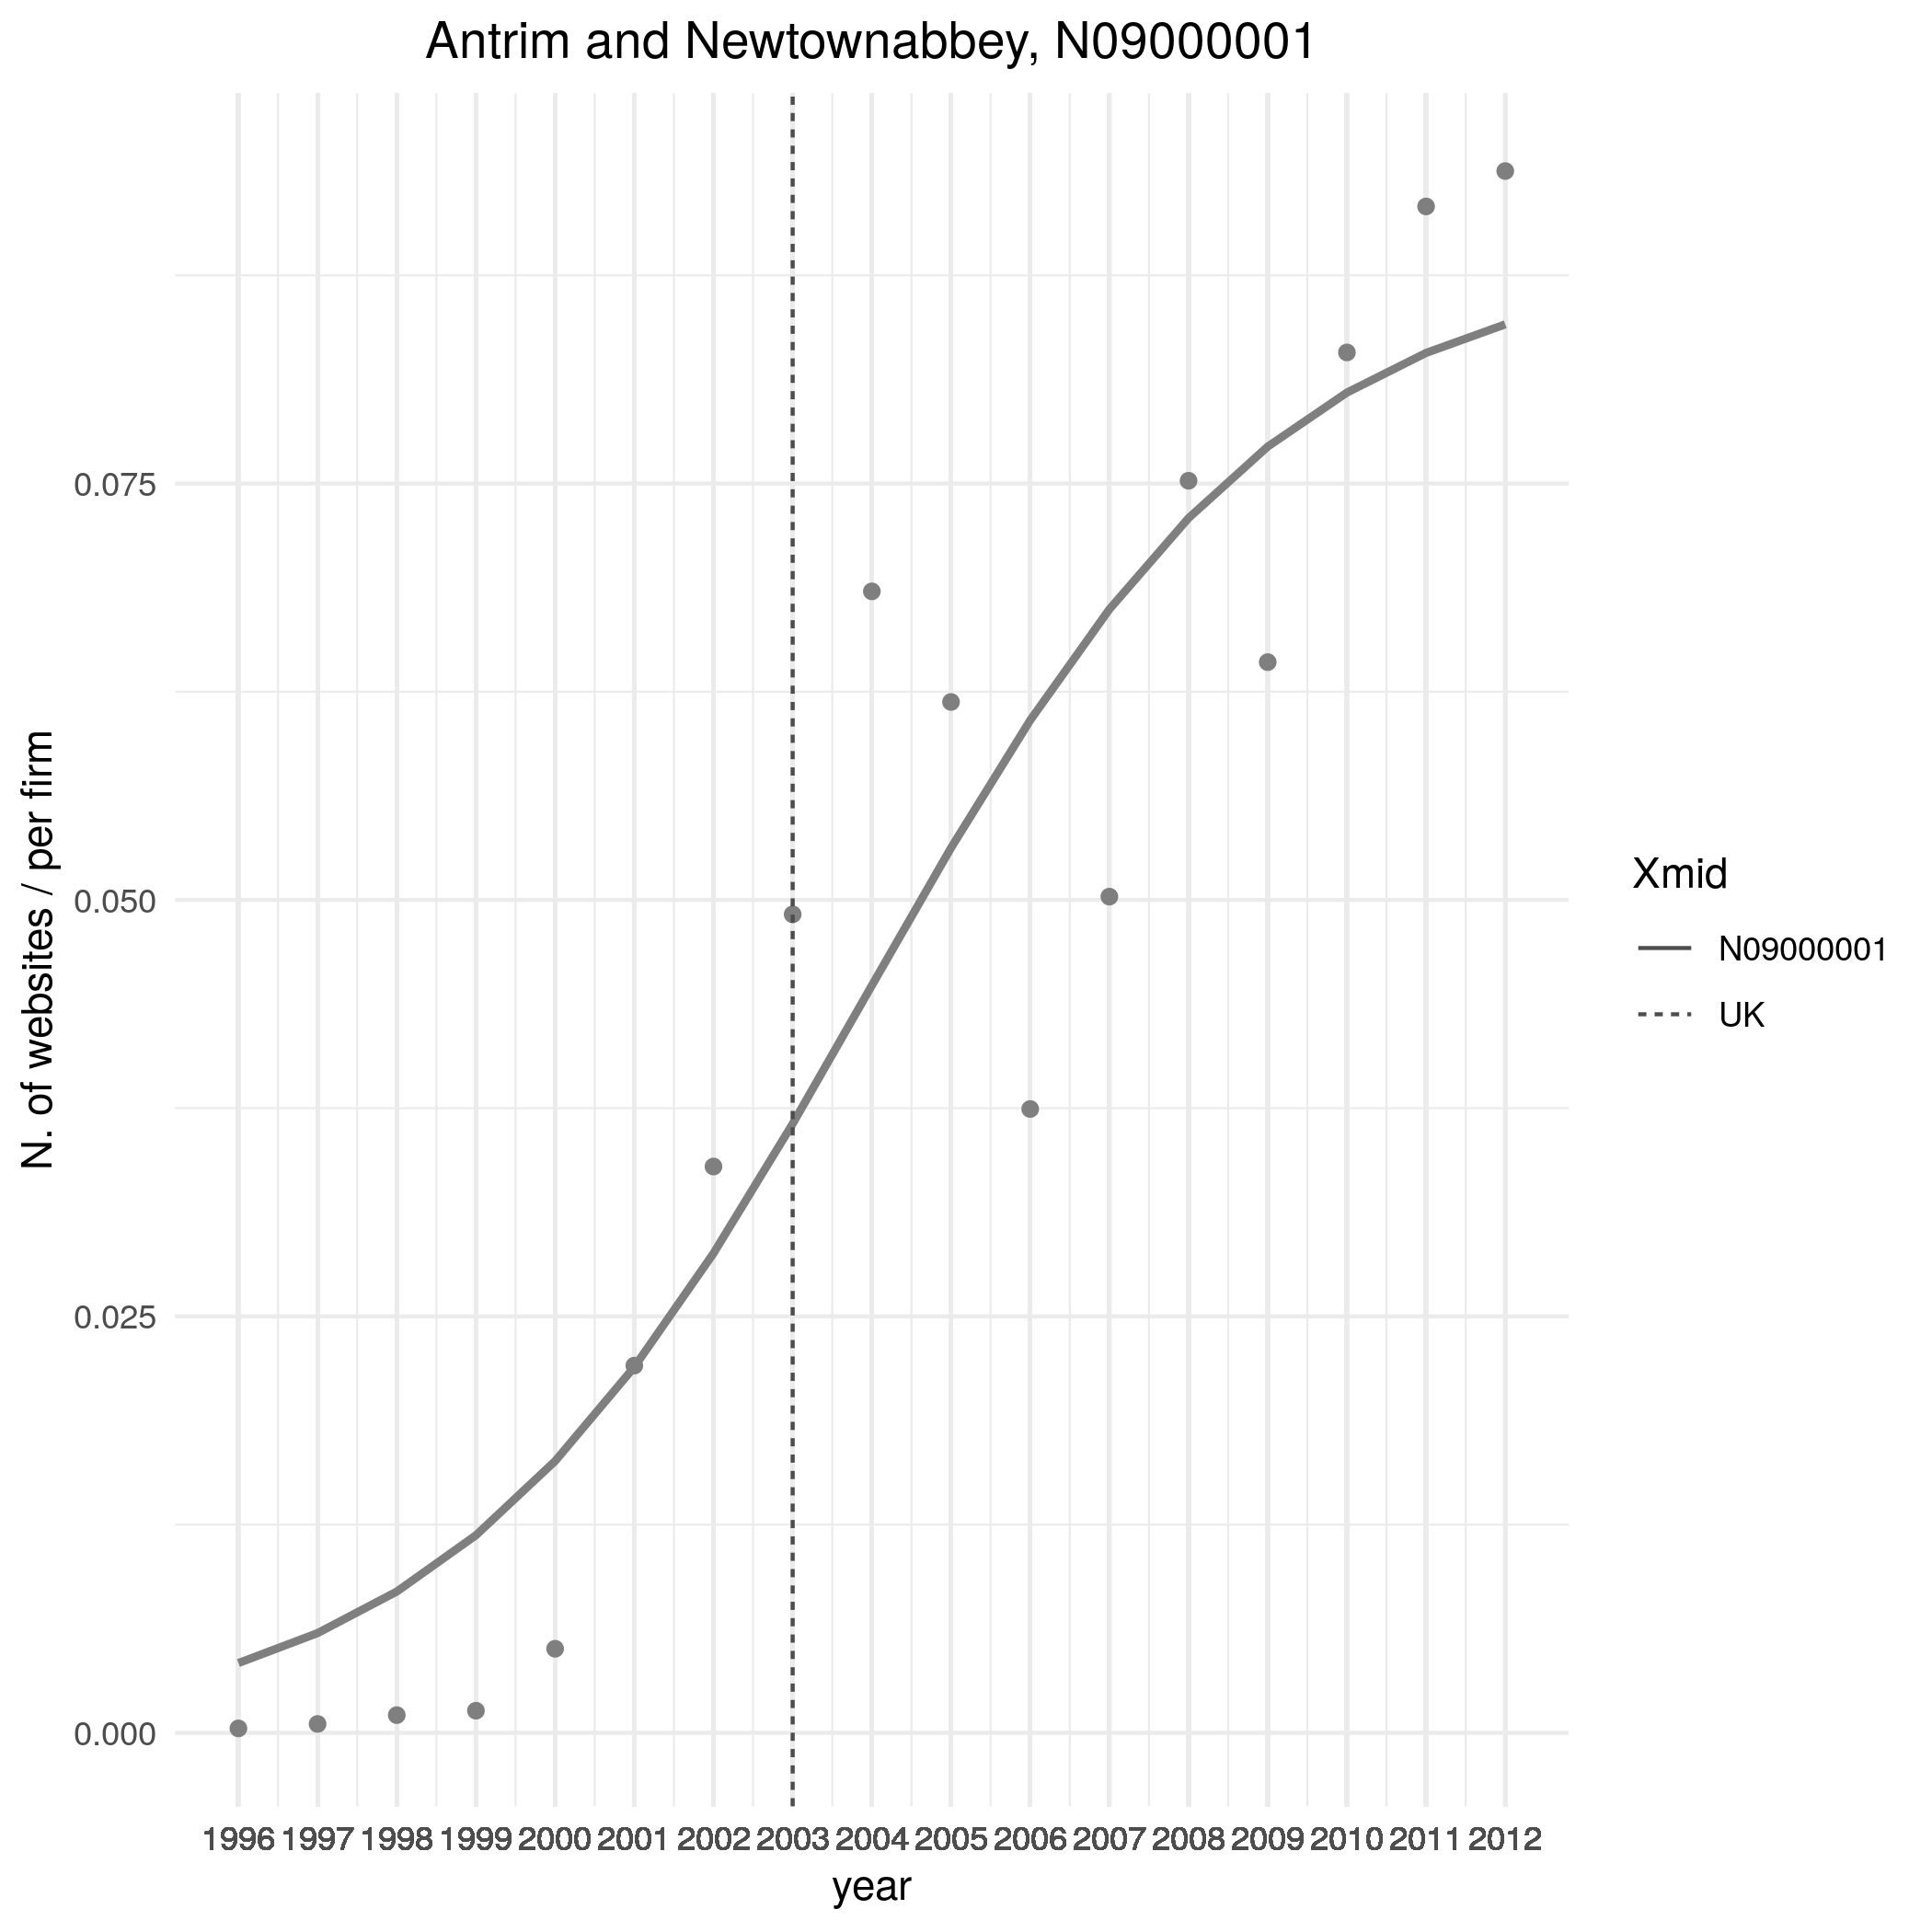 Antrim and Newtownabbey, N09000001
N. of websites / per firm
0.075
0.050
0.025
0.000
1996 1997 1998 1999 2000 2001 2002 2003 2004 2005 2006 2007 2008 2009 2010 2011 2012
year
Xmid
N09000001
UK